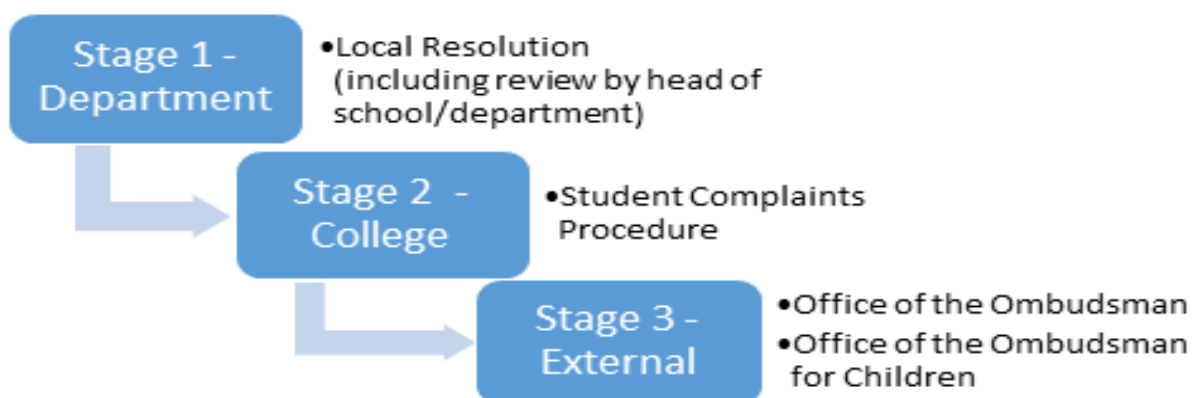 Stage 1 -
Department
•Local Resolution
(including review by head of
school/department)
Stage 2 -
College
•Student Complaints
Procedure
Stage 3 -
External
•Office of the Ombudsman
•Office of the Ombudsman
for Children